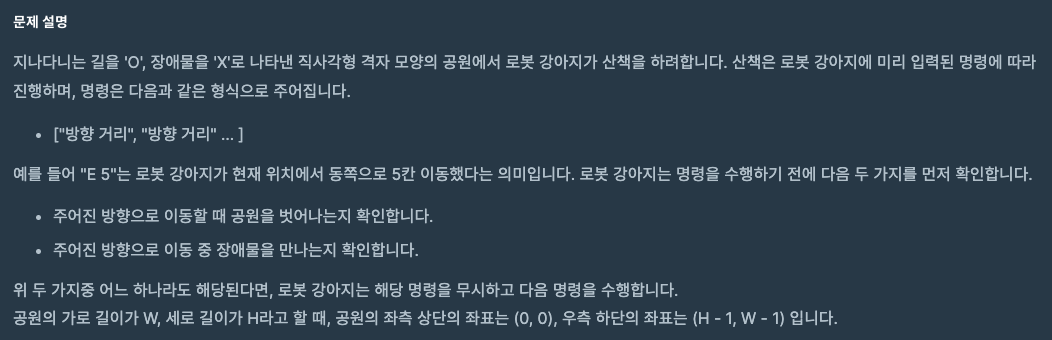 문제 설명
지나다니는 길을 'O', 장애물을 'X'로 나타낸 직사각형 격자 모양의 공원에서 로봇 강아지가 산책을 하려합니다. 산책은 로봇 강아지에 미리 입력된 명령에 따라
진행하며, 명령은 다음과 같은 형식으로 주어집니다.
• ["방향 거리", "방향 거리" … ]
예를 들어 "E 5"는 로봇 강아지가 현재 위치에서 동쪽으로 5칸 이동했다는 의미입니다. 로봇 강아지는 명령을 수행하기 전에 다음 두 가지를 먼저 확인합니다.
• 주어진 방향으로 이동할 때 공원을 벗어나는지 확인합니다.
• 주어진 방향으로 이동 중 장애물을 만나는지 확인합니다.
위 두 가지중 어느 하나라도 해당된다면, 로봇 강아지는 해당 명령을 무시하고 다음 명령을 수행합니다.
공원의 가로 길이가 W, 세로 길이가 H라고 할 때, 공원의 좌측 상단의 좌표는 (0, 0), 우측 하단의 좌표는 (H - 1, W - 1) 입니다.